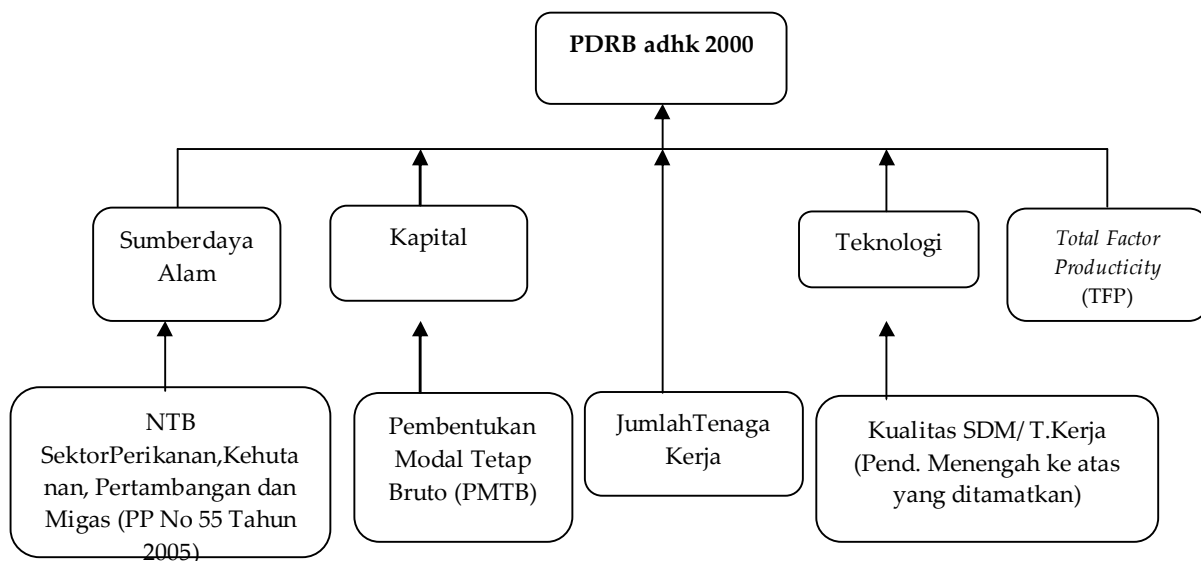 PDRB adhk 2000
Sumberdaya
Alam
Kapital
Teknologi
Total Factor
Producticity
(TFP)
NTB
SektorPerikanan,Kehuta
nan, Pertambangan dan
Migas (PP No 55 Tahun
2005)
Pembentukan
Modal Tetap
Bruto (PMTB)
JumlahTenaga
Kerja
Kualitas SDM/ T.Kerja
(Pend. Menengah ke atas
yang ditamatkan)